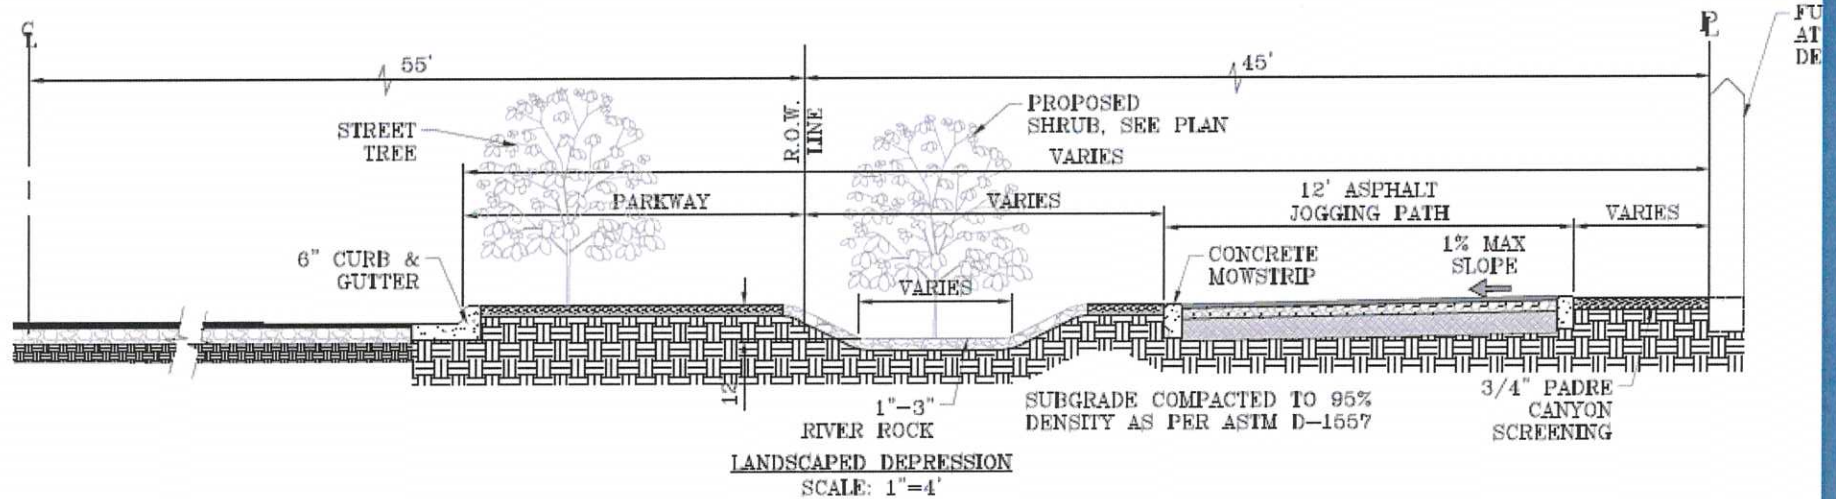 CL
PL
FU
AT
DE
55'
45'
STREET
TREE
R.O.W.
LINE
PROPOSED
SHRUB, SEE PLAN
VARIES
PARKWAY
VARIES
12' ASPHALT
JOGGING PATH
VARIES
6" CURB &
GUTTER
VARIES
CONCRETE
MOWSTRIP
1% MAX
SLOPE
12
1"-3"
RIVER ROCK
SUBGRADE COMPACTED TO 95%
DENSITY AS PER ASTM D-1557
3/4" PADRE
CANYON
SCREENING
LANDSCAPED DEPRESSION
SCALE: 1"=4'